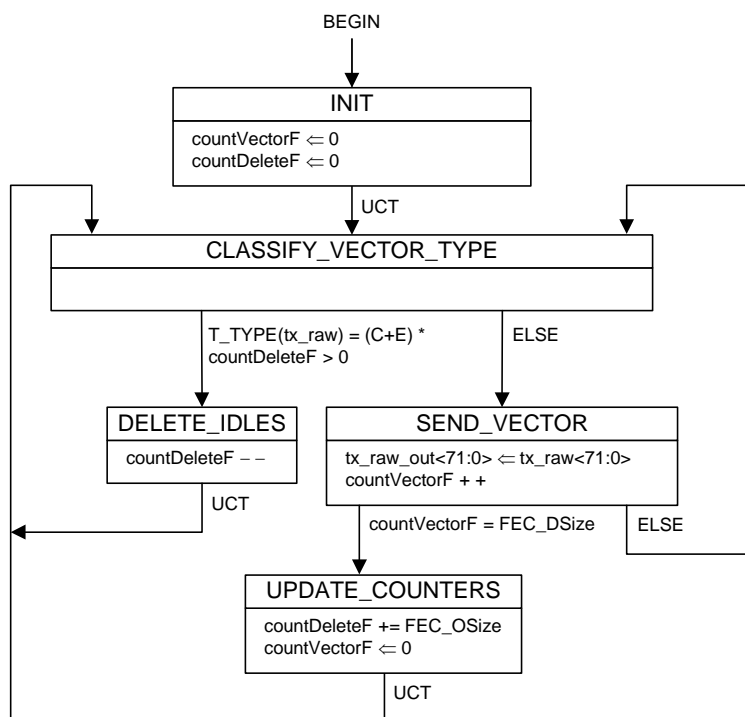 BEGIN
INIT
countVectorF ⇐ 0
countDeleteF ⇐ 0
UCT
CLASSIFY_VECTOR_TYPE
T_TYPE(tx_raw) = (C+E) *
countDeleteF > 0
ELSE
DELETE_IDLES
countDeleteF – –
UCT
SEND_VECTOR
tx_raw_out<71:0> ⇐ tx_raw<71:0>
countVectorF + +
countVectorF = FEC_DSize
ELSE
UPDATE_COUNTERS
countDeleteF += FEC_OSize
countVectorF ⇐ 0
UCT